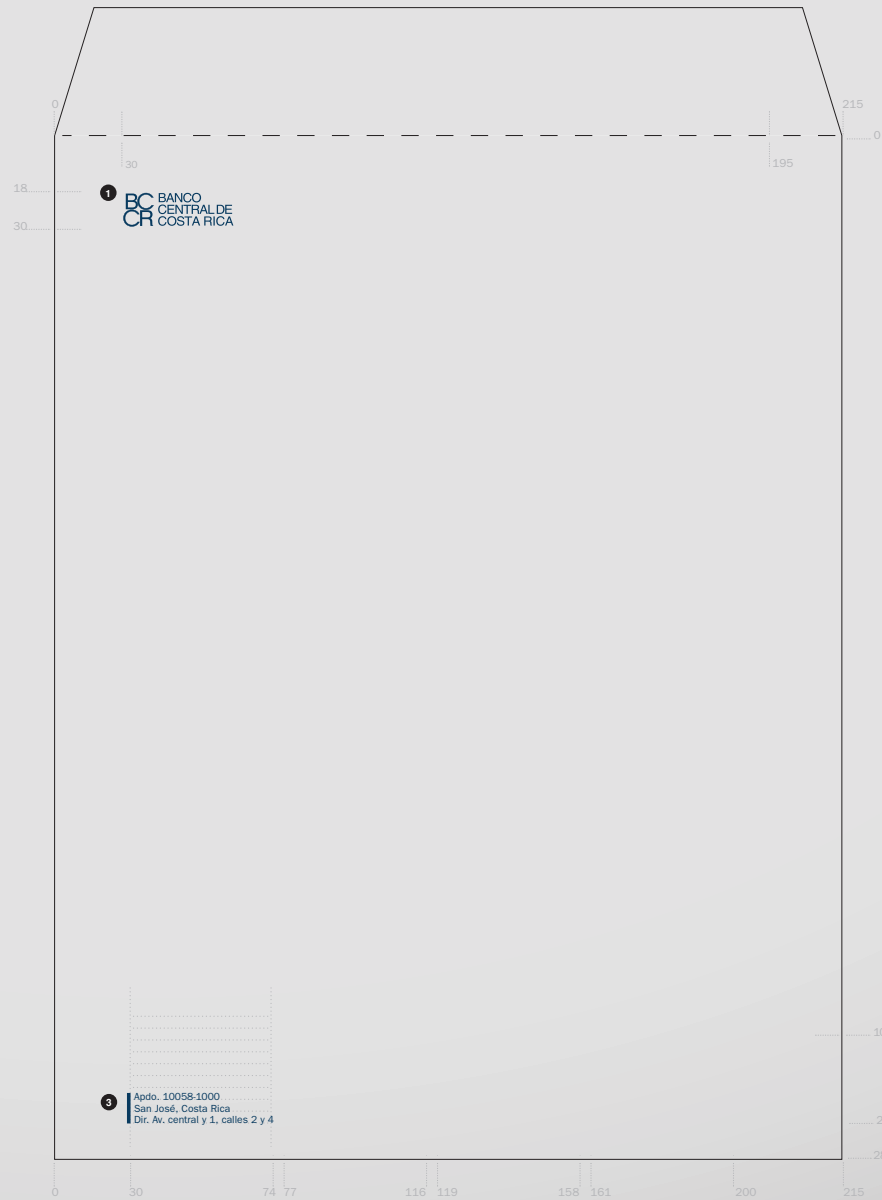 0
215
0
30
195
18
1
BC
CR
BANCO
CENTRAL DE
COSTA RICA
30
3
Apdo. 10058-1000
San José, Costa Rica
Dir. Av. central y 1, calles 2 y 4
0
30
74
77
116
119
158
161
200
215